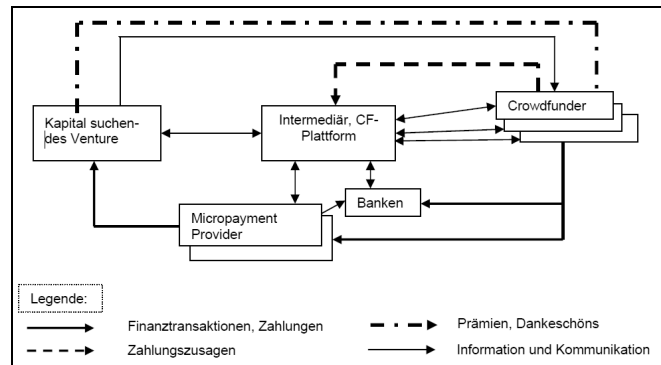 Kapital suchen-
des Venture
Intermediär, CF-
Plattform
Crowdfunder
Banken
Micropayment
Provider
Legende:
Finanztransaktionen, Zahlungen
Prämien, Dankeschöns
Zahlungszusagen
Information und Kommunikation